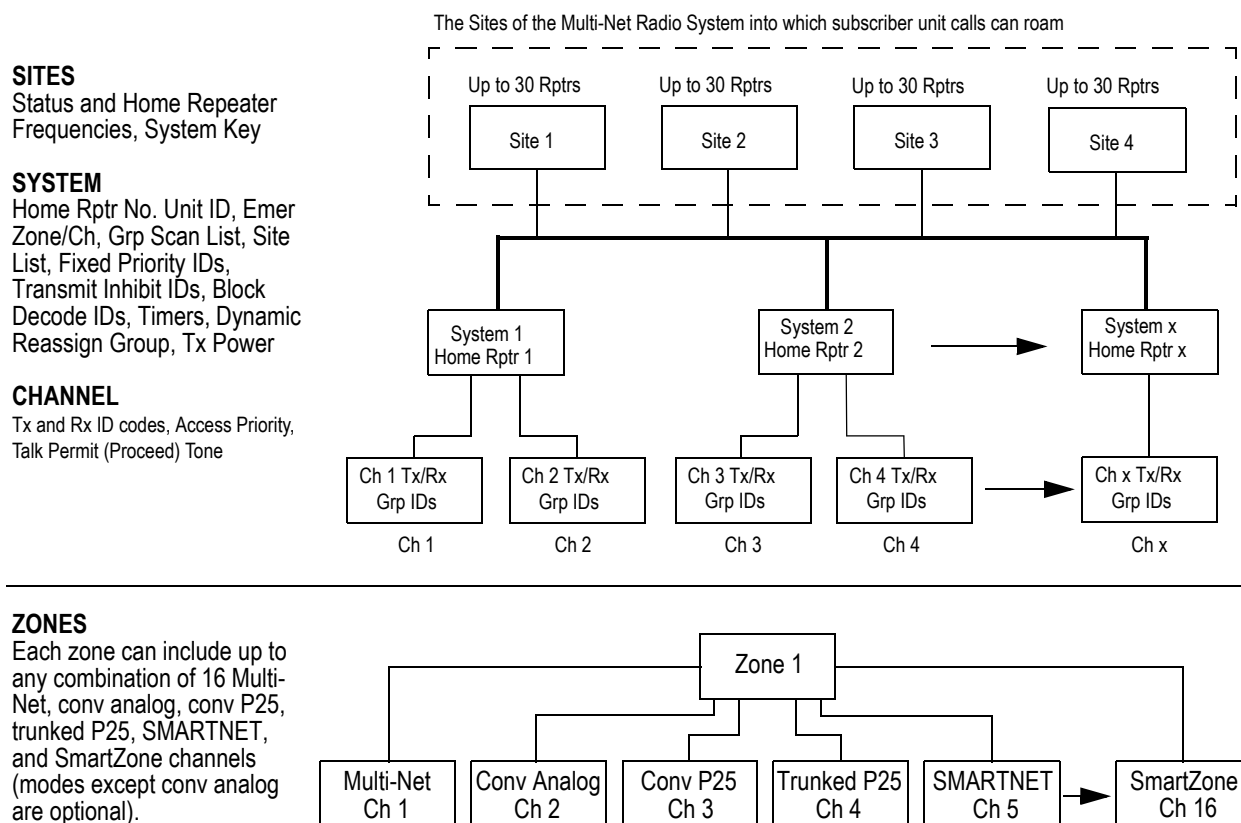 The Sites of the Multi-Net Radio System into which subscriber unit calls can roam
SITES
Status and Home Repeater
Frequencies, System Key
Up to 30 Rptrs
Up to 30 Rptrs
Up to 30 Rptrs
Up to 30 Rptrs
Site 1
Site 2
Site 3
Site 4
SYSTEM
Home Rptr No. Unit ID, Emer
Zone/Ch, Grp Scan List, Site
List, Fixed Priority IDs,
Transmit Inhibit IDs, Block
Decode IDs, Timers, Dynamic
Reassign Group, Tx Power
System 1
Home Rptr 1
System 2
Home Rptr 2
System x
Home Rptr x
CHANNEL
Tx and Rx ID codes, Access Priority,
Talk Permit (Proceed) Tone
Ch 1 Tx/Rx
Grp IDs
Ch 2 Tx/Rx
Grp IDs
Ch 3 Tx/Rx
Grp IDs
Ch 4 Tx/Rx
Grp IDs
Ch x Tx/Rx
Grp IDs
Ch 1
Ch 2
Ch 3
Ch 4
Ch x
ZONES
Each zone can include up to
any combination of 16 Multi-
Net, conv analog, conv P25,
trunked P25, SMARTNET,
and SmartZone channels
(modes except conv analog
are optional).
Zone 1
Multi-Net
Ch 1
Conv Analog
Ch 2
Conv P25
Ch 3
Trunked P25
Ch 4
SMARTNET
Ch 5
SmartZone
Ch 16